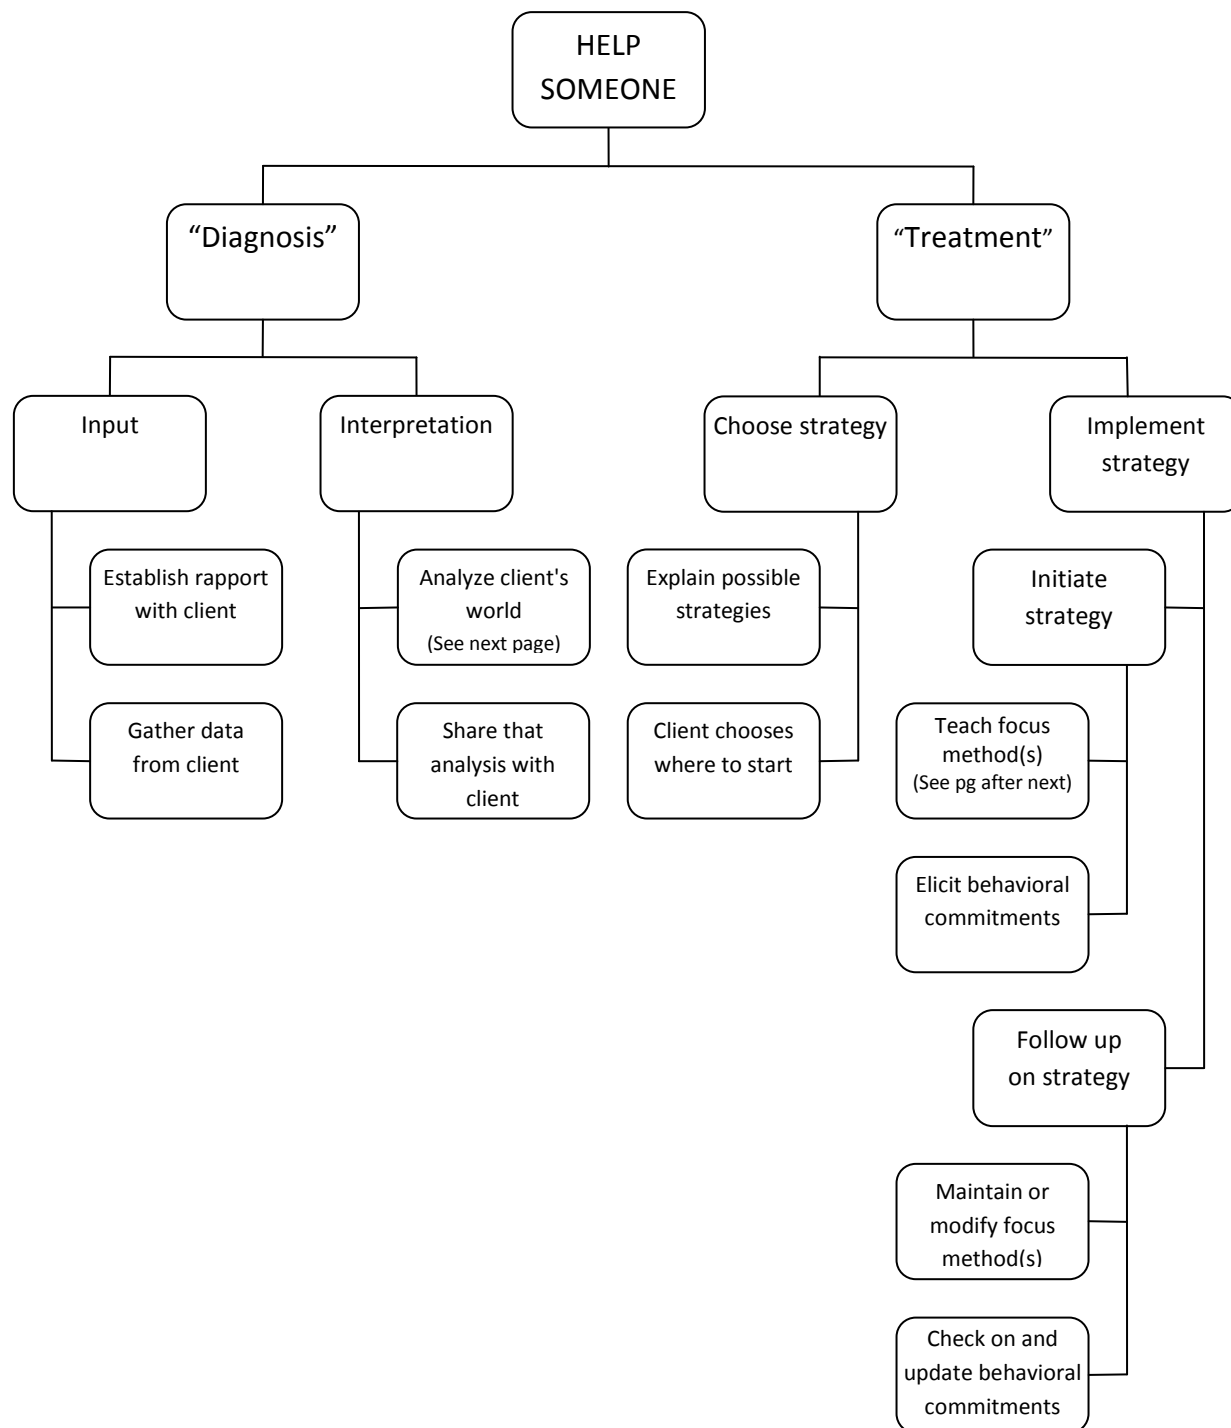 HELP
SOMEONE
“Diagnosis”
“Treatment”
Input
Interpretation
Choose strategy
Implement
strategy
Establish rapport
with client
Analyze client's
world
(See next page)
Explain possible
strategies
Initiate
strategy
Gather data
from client
Share that
analysis with
client
Client chooses
where to start
Teach focus
method(s)
(See pg after next)
Elicit behavioral
commitments
Follow up
on strategy
Maintain or
modify focus
method(s)
Check on and
update behavioral
commitments